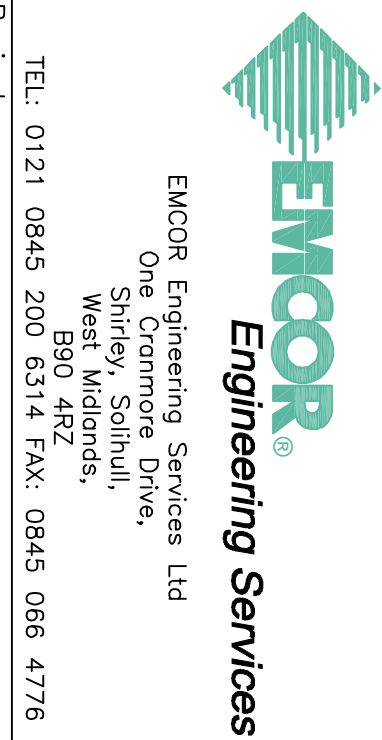 EMCOR®
Engineering Services
EMCOR Engineering Services Ltd
One Cranmore Drive,
Shirley, Solihull,
West Midlands,
B90 4RZ
TEL: 0121 0845 200 6314 FAX: 0845 066 4776